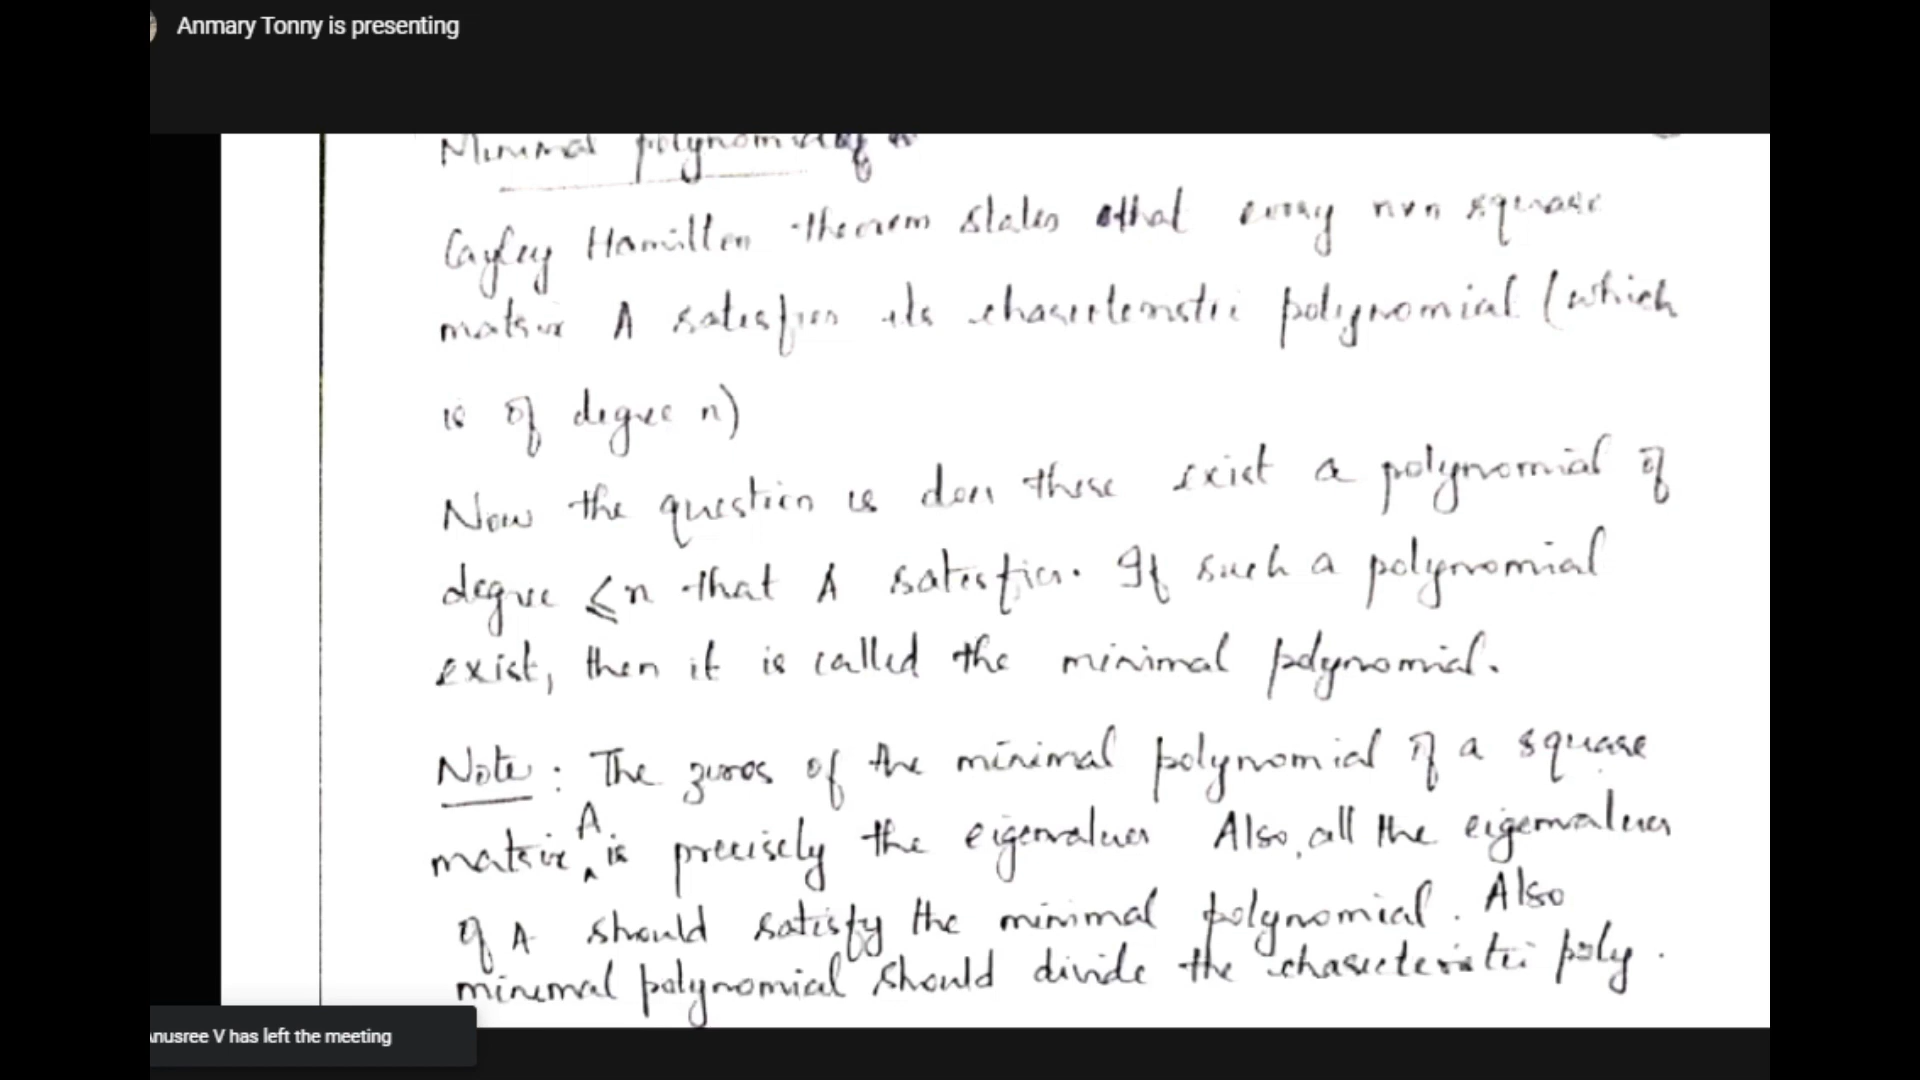 Anmary Tonny is presenting
Minimal polynomial of A
Cayley Hamilton theorem states that every nxn square
matrix A satisfies its charecteristic polynomial (which
is of degree n)
Now the question is does there exist a polynomial of
degree ≤n that A satisfies. If such a polynomial
exist, then it is called the minimal polynomial.
Note: The zeros of the minimal polynomial of a square
matrix A is precisely the eigenvalues Also, all the eigenvalues
of A should satisfy the minimal polynomial. Also
minimal polynomial should divide the charecteristic poly.
nusree V has left the meeting